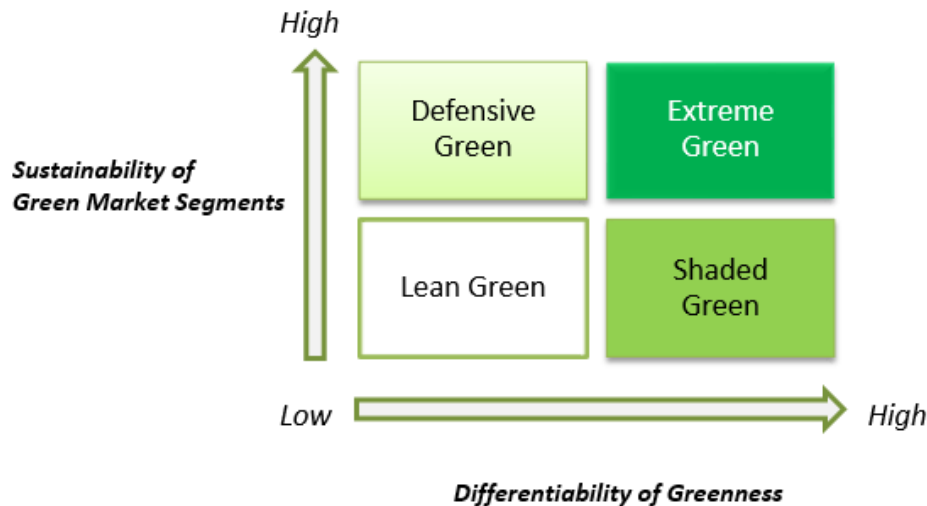 High
Defensive
Green
Extreme
Green
Sustainability of
Green Market Segments
Lean Green
Shaded
Green
Low
High
Differentiability of Greenness